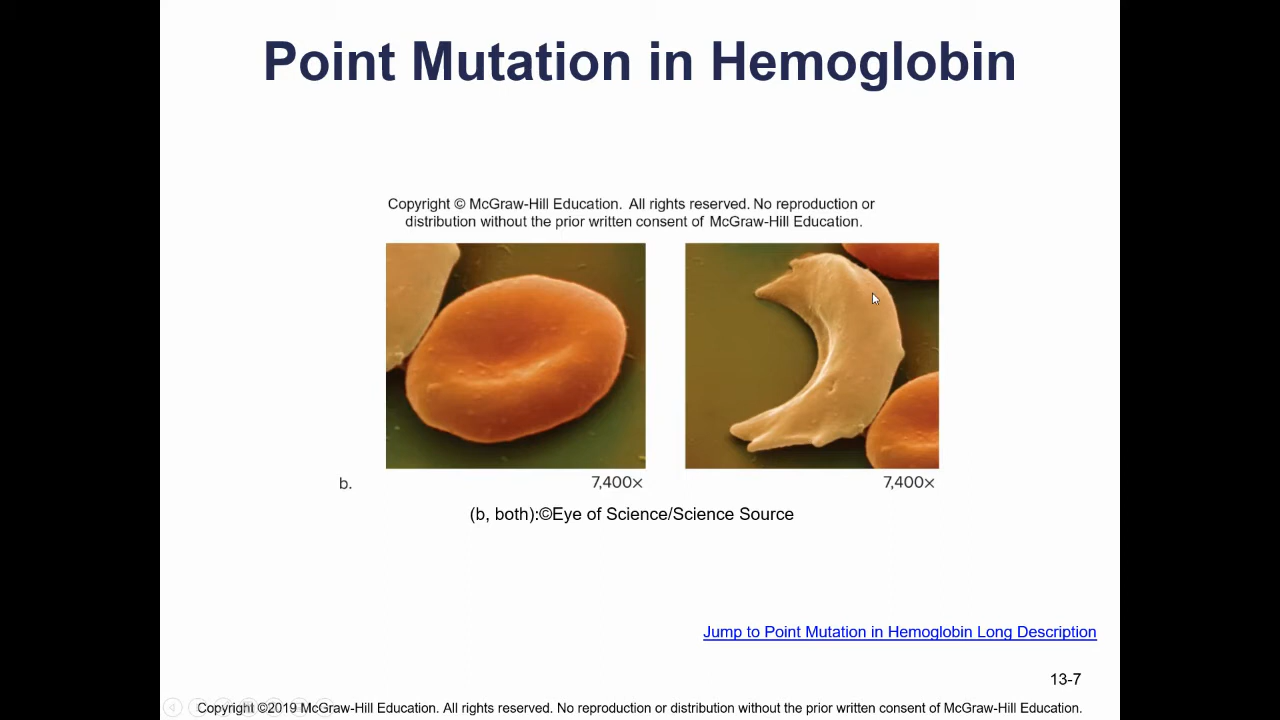 Point Mutation in Hemoglobin
Copyright © McGraw-Hill Education. All rights reserved. No reproduction or
distribution without the prior written consent of McGraw-Hill Education.
b.
7,400×
7,400×
(b, both):©Eye of Science/Science Source
Jump to Point Mutation in Hemoglobin Long Description
13-7
Copyright ©2019 McGraw-Hill Education. All rights reserved. No reproduction or distribution without the prior written consent of McGraw-Hill Education.